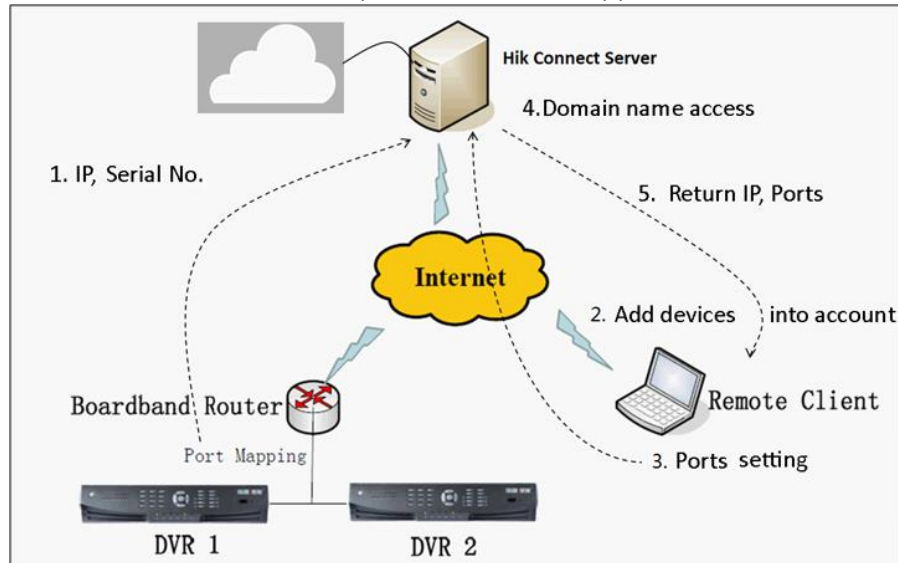 Hik Connect Server
4.Domain name access
1. IP, Serial No.
5. Return IP, Ports
Internet
2. Add devices into account
Boardband Router
Remote Client
Port Mapping
3. Ports setting
DVR 1
DVR 2